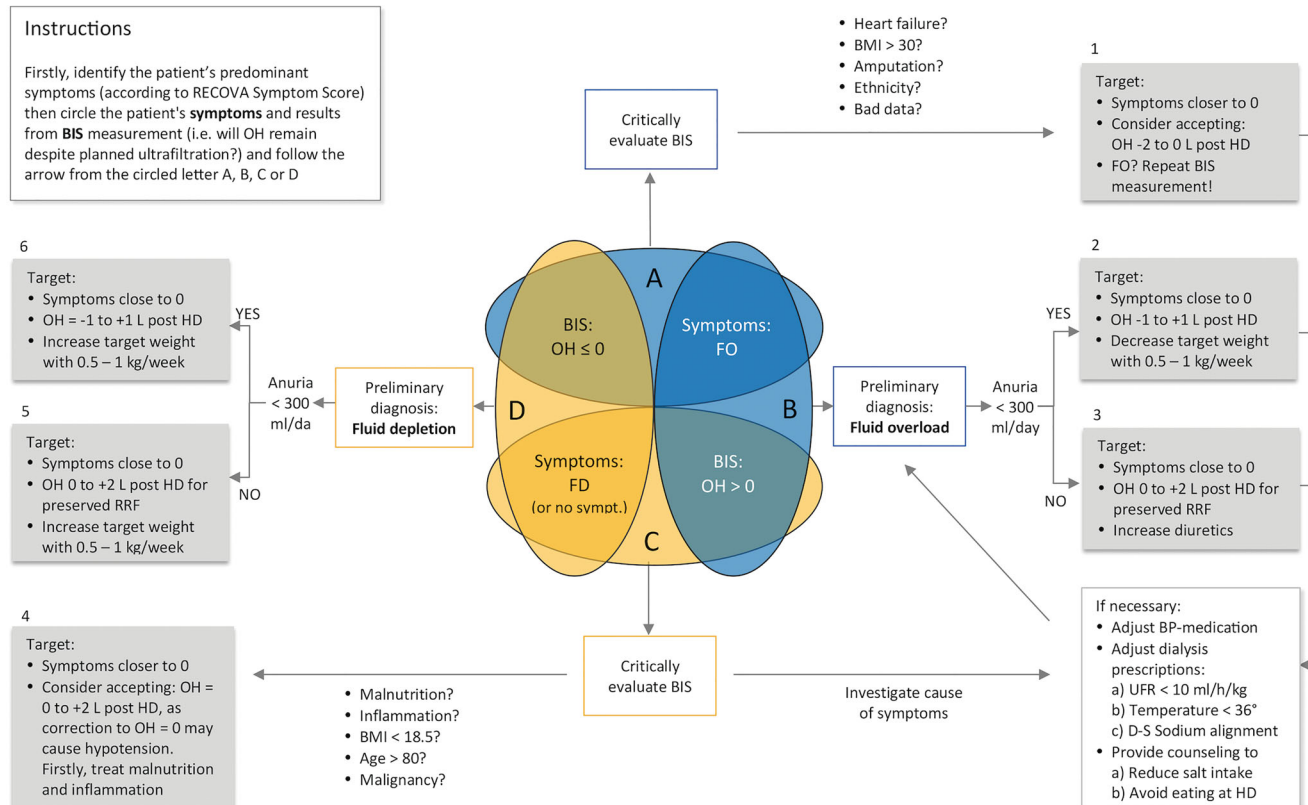 Instructions
Firstly, identify the patient's predominant
symptoms (according to RECOVA Symptom Score)
then circle the patient's symptoms and results
from BIS measurement (i.e. will OH remain
despite planned ultrafiltration?) and follow the
arrow from the circled letter A, B, C or D
Critically
evaluate BIS
• Heart failure?
• BMI > 30?
• Amputation?
• Ethnicity?
• Bad data?
1
Target:
• Symptoms closer to 0
• Consider accepting:
OH -2 to 0 L post HD
• FO? Repeat BIS
measurement!
6
Target:
• Symptoms close to 0
• OH = -1 to +1 L post HD
• Increase target weight
with 0.5 – 1 kg/week
YES
Anuria
< 300
ml/da
NO
5
Target:
• Symptoms close to 0
• OH 0 to +2 L post HD for
preserved RRF
• Increase target weight
with 0.5 – 1 kg/week
Preliminary
diagnosis:
Fluid depletion
A
BIS:
OH ≤ 0
Symptoms:
FO
D
B
Symptoms:
FD
(or no sympt.)
BIS:
OH > 0
C
Preliminary
diagnosis:
Fluid overload
Anuria
< 300
ml/day
YES
NO
2
Target:
• Symptoms close to 0
• OH -1 to +1 L post HD
• Decrease target weight
with 0.5 – 1 kg/week
3
Target:
• Symptoms close to 0
• OH 0 to +2 L post HD for
preserved RRF
• Increase diuretics
4
Target:
• Symptoms closer to 0
• Consider accepting: OH =
0 to +2 L post HD, as
correction to OH = 0 may
cause hypotension.
Firstly, treat malnutrition
and inflammation
• Malnutrition?
• Inflammation?
• BMI < 18.5?
• Age > 80?
• Malignancy?
Critically
evaluate BIS
Investigate cause
of symptoms
If necessary:
• Adjust BP-medication
• Adjust dialysis
prescriptions:
a) UFR < 10 ml/h/kg
b) Temperature < 36°
c) D-S Sodium alignment
• Provide counseling to
a) Reduce salt intake
b) Avoid eating at HD